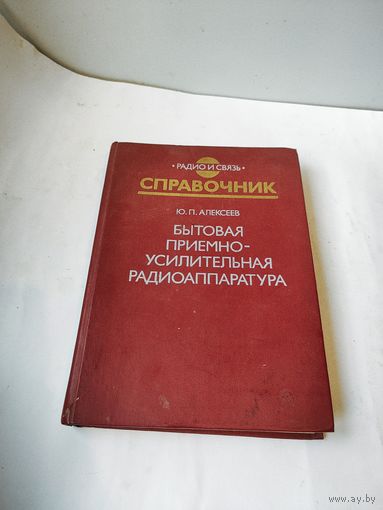 • РАДИО И СВЯЗЬ •
СПРАВОЧНИК
Ю. П. АЛЕКСЕЕВ
БЫТОВАЯ
ПРИЕМНО-
УСИЛИТЕЛЬНАЯ
РАДИОАППАРАТУРА
www.ay.by